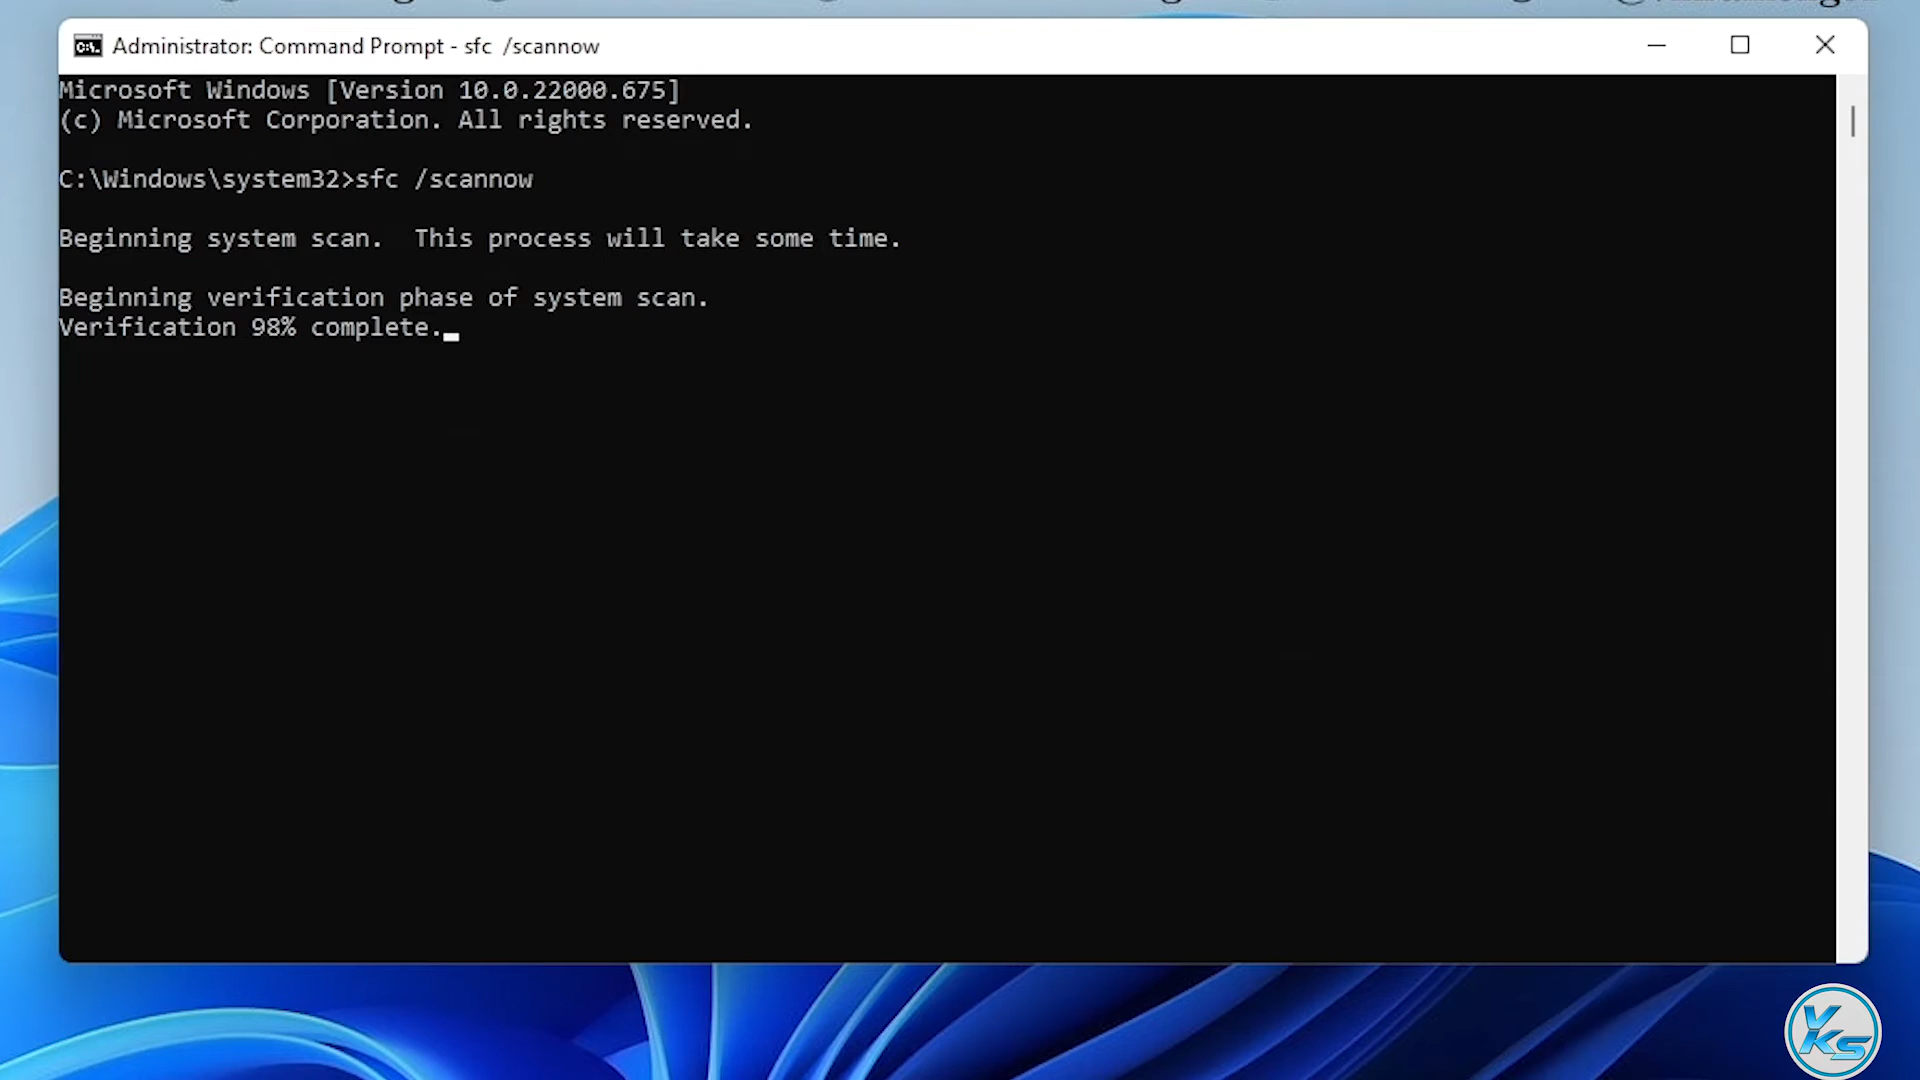 Administrator: Command Prompt - sfc /scannow
Microsoft Windows [Version 10.0.22000.675]
(c) Microsoft Corporation. All rights reserved.
C:\Windows\system32>sfc /scannow
Beginning system scan.  This process will take some time.
Beginning verification phase of system scan.
Verification 98% complete.
YKS